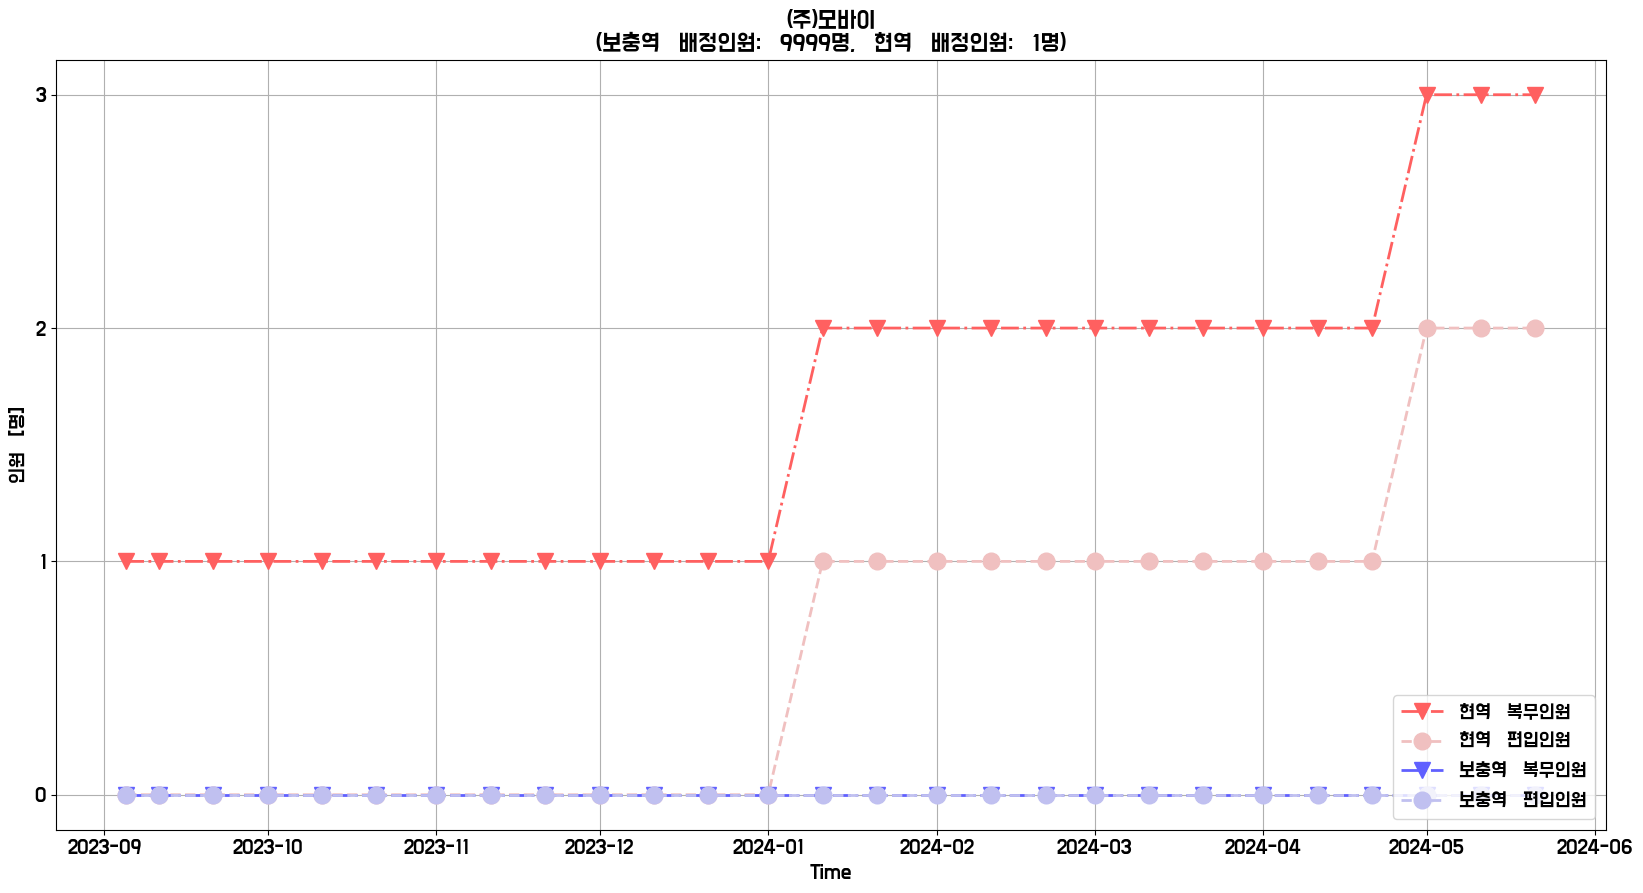 (주)모바이
(보충역 배정인원: 9999명, 현역 배정인원: 1명)
인원 [명]
3
2
1
0
현역 복무인원
현역 편입인원
보충역 복무인원
보충역 편입인원
2023-09 2023-10 2023-11 2023-12 2024-01 2024-02 2024-03 2024-04 2024-05 2024-06
Time